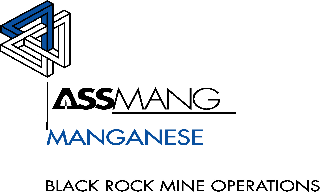 ASSMANG
MANGANESE
BLACK ROCK MINE OPERATIONS